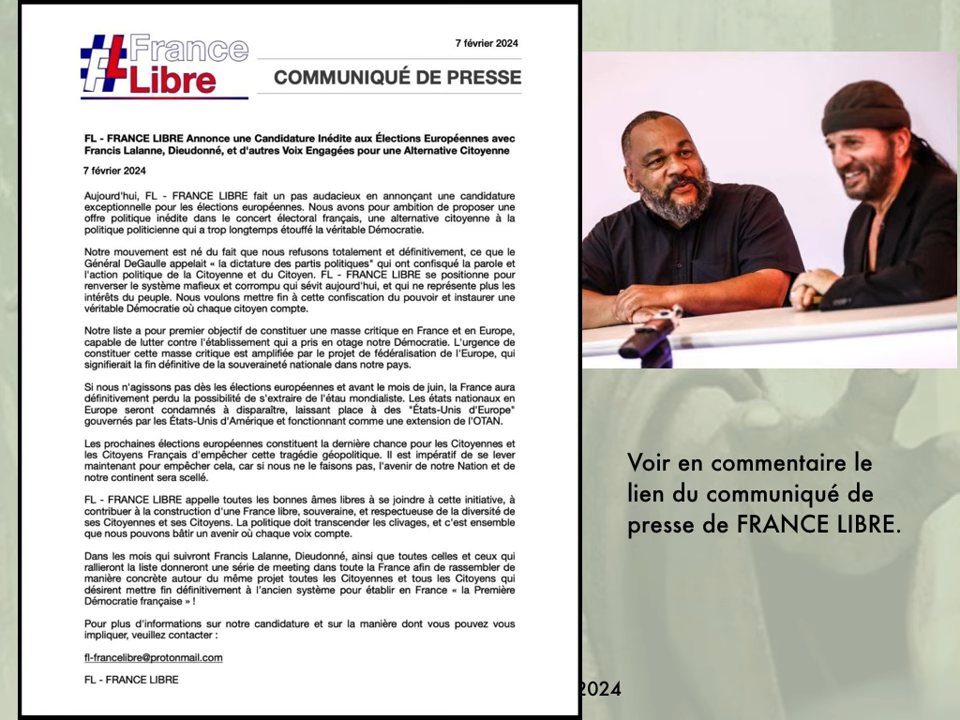 #France
Libre
7 février 2024
COMMUNIQUÉ DE PRESSE
FL - FRANCE LIBRE Annonce une Candidature Inédite aux Élections Européennes avec
Francis Lalanne, Dieudonné, et d'autres Voix Engagées pour une Alternative Citoyenne
7 février 2024
Aujourd'hui, FL - FRANCE LIBRE fait un pas audacieux en annonçant une candidature
exceptionnelle pour les élections européennes. Nous avons pour ambition de proposer une
offre politique inédite dans le concert électoral français, une alternative citoyenne à la
politique politicienne qui a trop longtemps étouffé la véritable Démocratie.
Notre mouvement est né du fait que nous refusons totalement et définitivement, ce que le
Général DeGaulle appelait « la dictature des partis politiques" qui ont confisqué la parole et
l'action politique de la Citoyenne et du Citoyen. FL - FRANCE LIBRE se positionne pour
renverser le système mafieux et corrompu qui sévit aujourd'hui, et qui ne représente plus les
intérêts du peuple. Nous voulons mettre fin à cette confiscation du pouvoir et instaurer une
véritable Démocratie où chaque citoyen compte.
Notre liste a pour premier objectif de constituer une masse critique en France et en Europe,
capable de lutter contre l'établissement qui a pris en otage notre Démocratie. L'urgence de
constituer cette masse critique est amplifiée par le projet de fédéralisation de l'Europe, qui
signifierait la fin définitive de la souveraineté nationale dans notre pays.
Si nous n'agissons pas dès les élections européennes et avant le mois de juin, la France aura
définitivement perdu la possibilité de s'extraire de l'étau mondialiste. Les états nationaux en
Europe seront condamnés à disparaître, laissant place à des "États-Unis d'Europe"
gouvernés par les États-Unis d'Amérique et fonctionnant comme une extension de l'OTAN.
Les prochaines élections européennes constituent la dernière chance pour les Citoyennes et
les Citoyens Français d'empêcher cette tragédie géopolitique. Il est impératif de se lever
maintenant pour empêcher cela, car si nous ne le faisons pas, l'avenir de notre Nation et de
notre continent sera scellé.
FL - FRANCE LIBRE appelle toutes les bonnes âmes libres à se joindre à cette initiative, à
contribuer à la construction d'une France libre, souveraine, et respectueuse de la diversité de
ses Citoyennes et ses Citoyens. La politique doit transcender les clivages, et c'est ensemble
que nous pouvons bâtir un avenir où chaque voix compte.
Dans les mois qui suivront Francis Lalanne, Dieudonné, ainsi que toutes celles et ceux qui
rallieront la liste donneront une série de meeting dans toute la France afin de rassembler de
manière concrète autour du même projet toutes les Citoyennes et tous les Citoyens qui
désirent mettre fin définitivement à l'ancien système pour établir en France « la Première
Démocratie française » !
Pour plus d'informations sur notre candidature et sur la manière dont vous pouvez vous
impliquer, veuillez contacter :
fl-francelibre@protonmail.com
FL - FRANCE LIBRE
Voir en commentaire le
lien du communiqué de
presse de FRANCE LIBRE.
2024